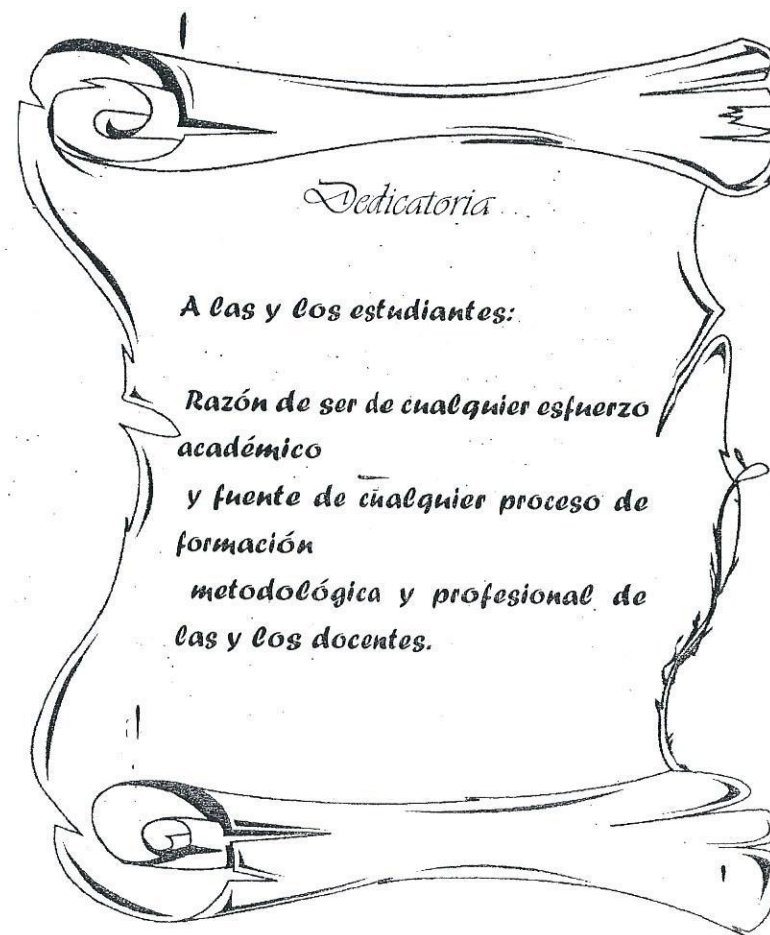 Dedicatoria
A las y los estudiantes:
Razón de ser de cualquier esfuerzo
académico
y fuente de cualquier proceso de
formación
metodológica y profesional de
las y los docentes.